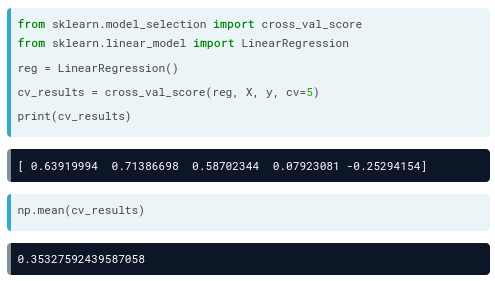 from sklearn.model_selection import cross_val_score
from sklearn.linear_model import LinearRegression
reg = LinearRegression()
cv_results = cross_val_score(reg, X, y, cv=5)
print(cv_results)
[ 0.63919994  0.71386698  0.58702344  0.07923081 -0.25294154]
np.mean(cv_results)
0.35327592439587058